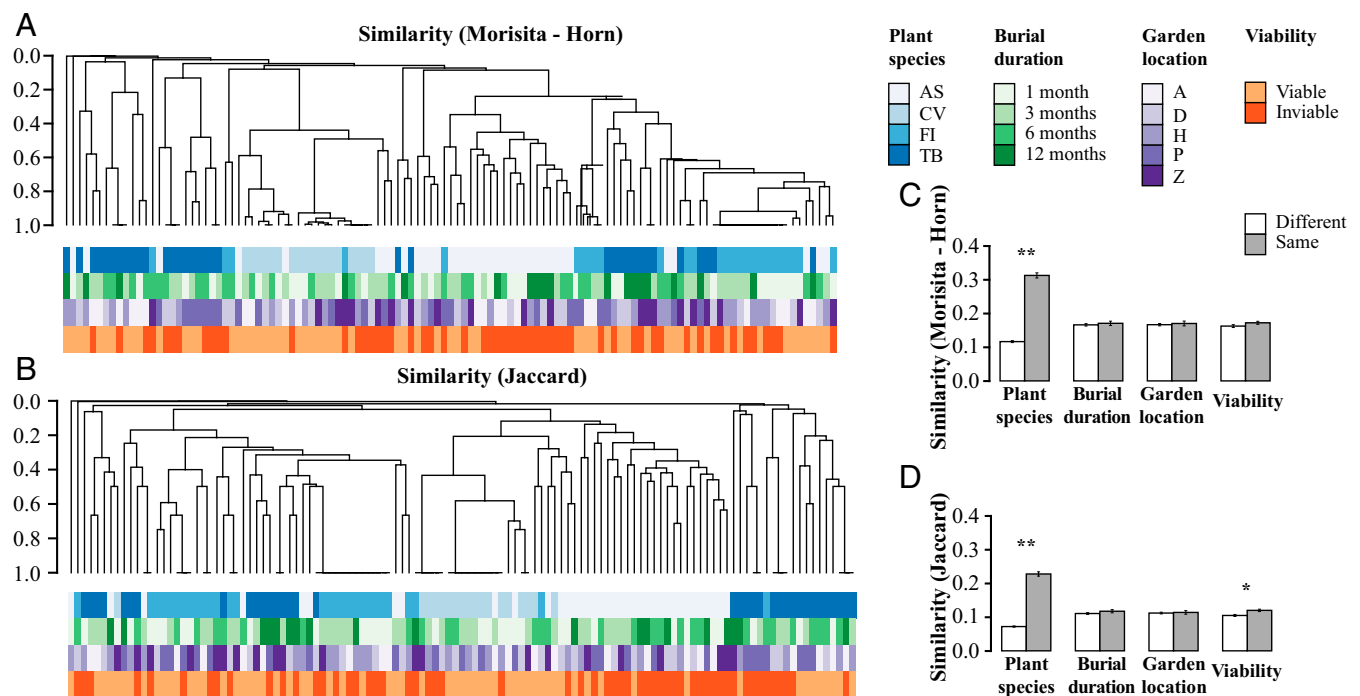 A
Similarity (Morisita - Horn)
0.0
0.2
0.4
0.6
0.8
1.0
B
Similarity (Jaccard)
0.0
0.2
0.4
0.6
0.8
1.0
Plant
species
AS
CV
FI
TB
Burial
duration
1 month
3 months
6 months
12 months
Garden
location
A
D
H
P
Z
Viability
Viable
Inviable
Different
Same
C
Similarity (Morisita - Horn)
0.4
0.3
0.2
0.1
0.0
**
Plant
species
Burial
duration
Garden
location
Viability
D
Similarity (Jaccard)
0.4
0.3
0.2
0.1
0.0
**
*
Plant
species
Burial
duration
Garden
location
Viability